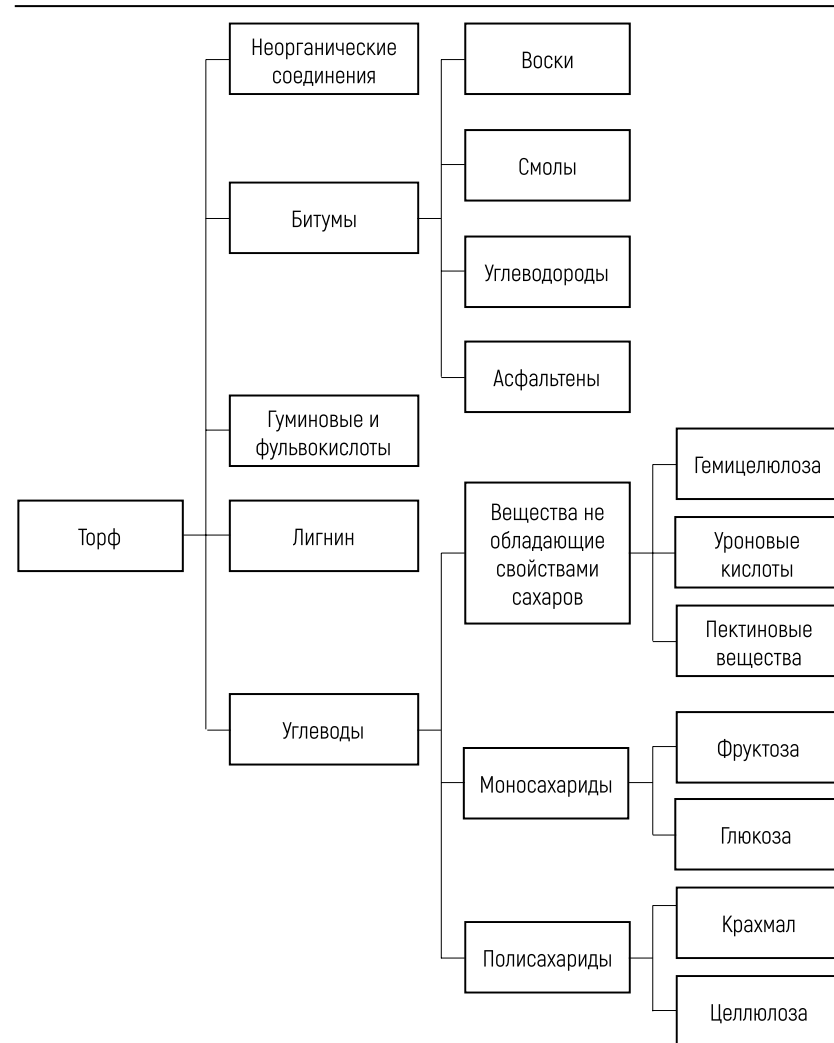 Неорганические
соединения
Воски
Смолы
Битумы
Углеводороды
Асфальтены
Гуминовые и
фульвокислоты
Гемицелюлоза
Торф
Лигнин
Вещества не
обладающие
свойствами
сахаров
Уроновые
кислоты
Пектиновые
вещества
Углеводы
Фруктоза
Моносахариды
Глюкоза
Крахмал
Полисахариды
Целлюлоза